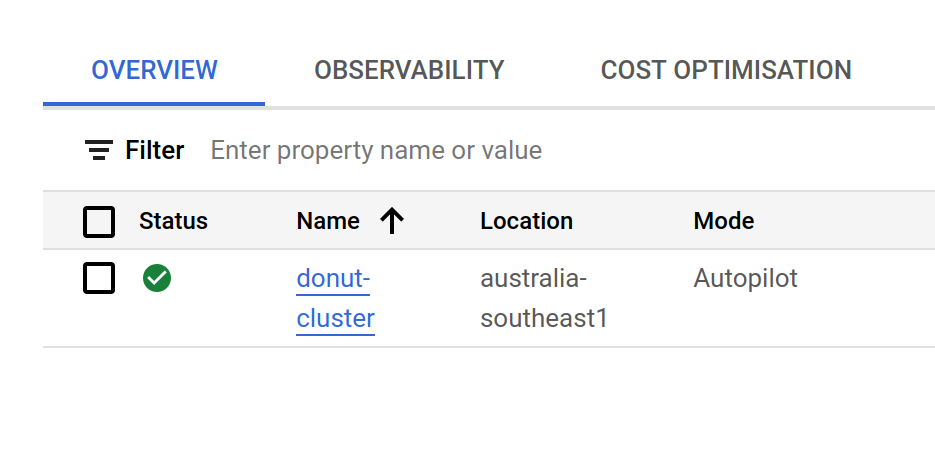 OVERVIEW OBSERVABILITY COST OPTIMISATION
Filter Enter property name or value
Status Name Location Mode
donut- australia- Autopilot
cluster southeast1